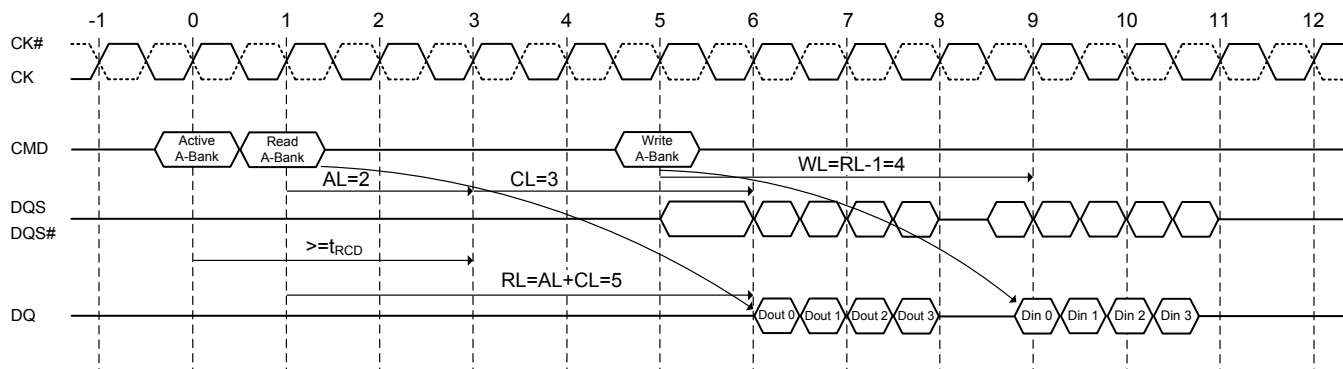 -1 0 1 2 3 4 5 6 7 8 9 10 11 12
CK#
CK
CMD
Active
A-Bank
Read
A-Bank
Write
A-Bank
WL=RL-1=4
AL=2
CL=3
DQS
DQS#
>=tRCD
RL=AL+CL=5
DQ
Dout 0 Dout 1 Dout 2 Dout 3 Din 0 Din 1 Din 2 Din 3